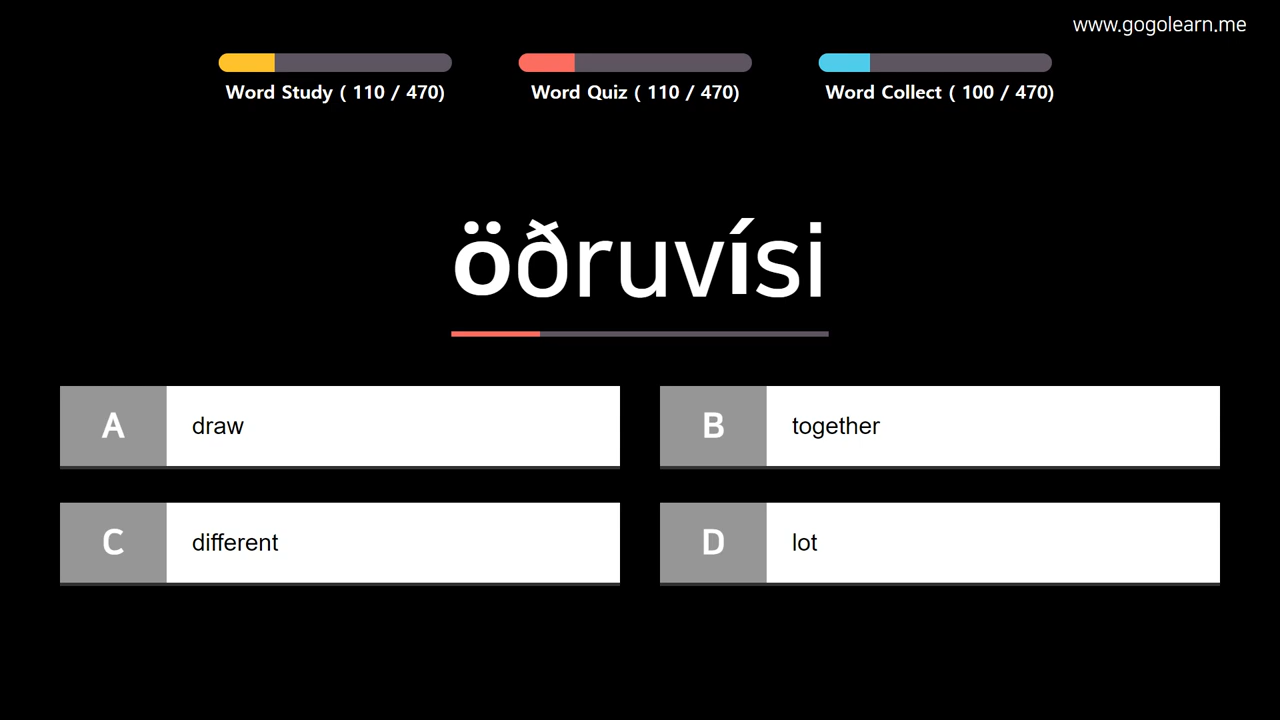 www.gogolearn.me
Word Study ( 110 / 470)
Word Quiz ( 110 / 470)
Word Collect ( 100 / 470)
öðruvísi
A draw
B together
C different
D lot